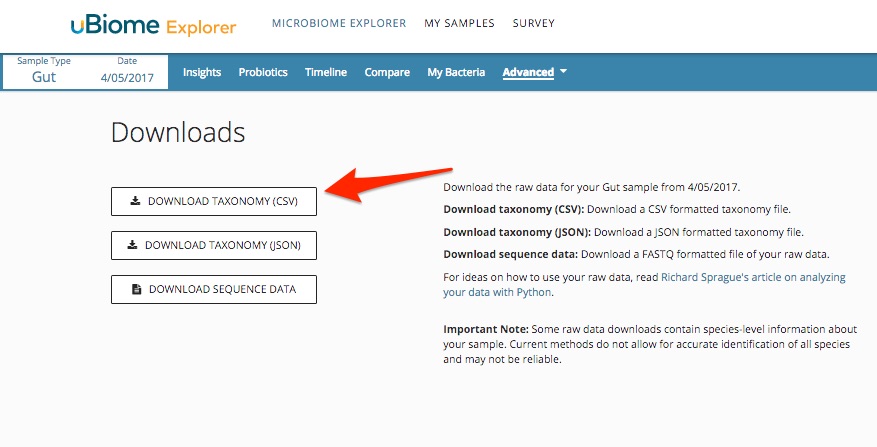 uBiome Explorer
MICROBIOME EXPLORER MY SAMPLES SURVEY
Sample Type Date
Gut 4/05/2017
Insights Probiotics Timeline Compare My Bacteria Advanced
Downloads
DOWNLOAD TAXONOMY (CSV)
DOWNLOAD TAXONOMY (JSON)
DOWNLOAD SEQUENCE DATA
Download the raw data for your Gut sample from 4/05/2017.
Download taxonomy (CSV): Download a CSV formatted taxonomy file.
Download taxonomy (JSON): Download a JSON formatted taxonomy file.
Download sequence data: Download a FASTQ formatted file of your raw data.
For ideas on how to use your raw data, read Richard Sprague's article on analyzing
your data with Python.
Important Note: Some raw data downloads contain species-level information about
your sample. Current methods do not allow for accurate identification of all species
and may not be reliable.